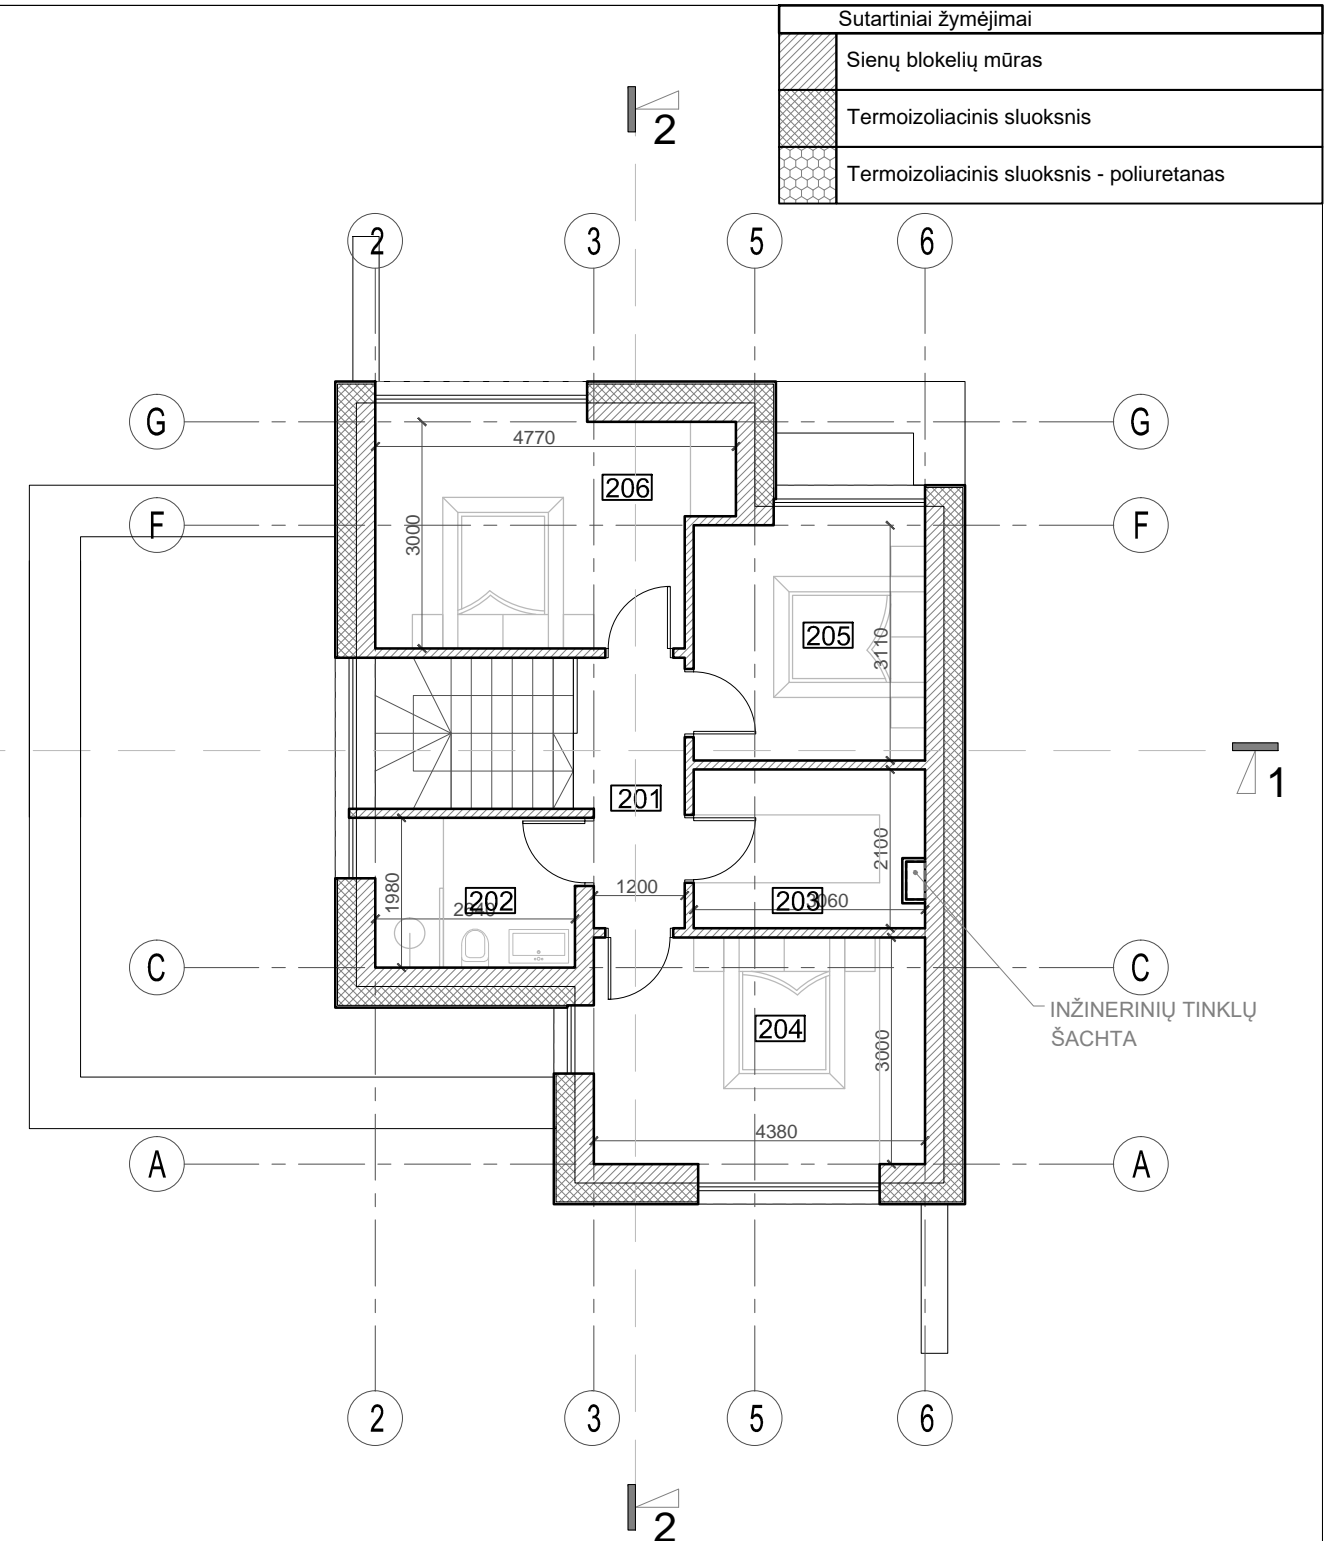 Sutartiniai žymėjimai
Sienų blokelių mūras
Termoizoliacinis sluoksnis
Termoizoliacinis sluoksnis - poliuretanas
2
2
3
5
6
G
G
4770
206
F
3000
F
205
3110
1
201
2100
1980
202
2640
1200
203
3060
C
C
INŽINERINIŲ TINKLŲ
ŠACHTA
204
3000
4380
A
A
2
3
5
6
2